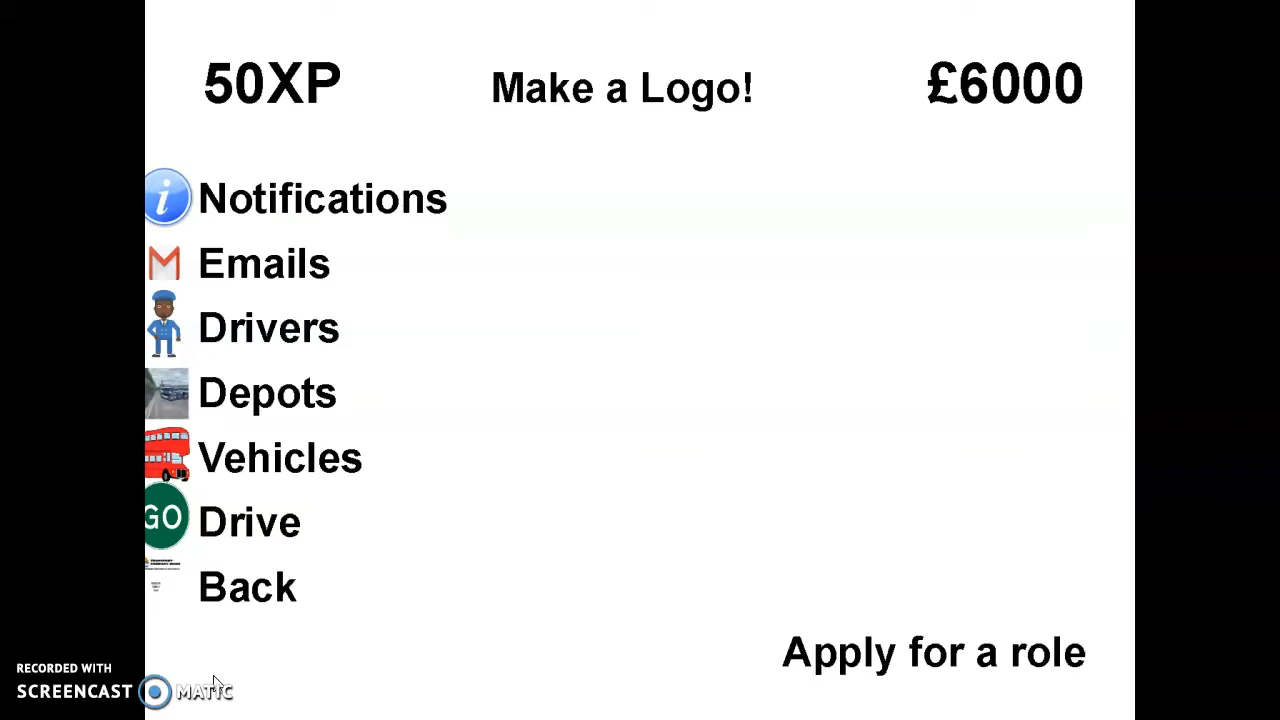 50XP Make a Logo! £6000
Notifications
Emails
Drivers
Depots
Vehicles
GO Drive
Back
Apply for a role
RECORDED WITH
SCREENCAST MATIC